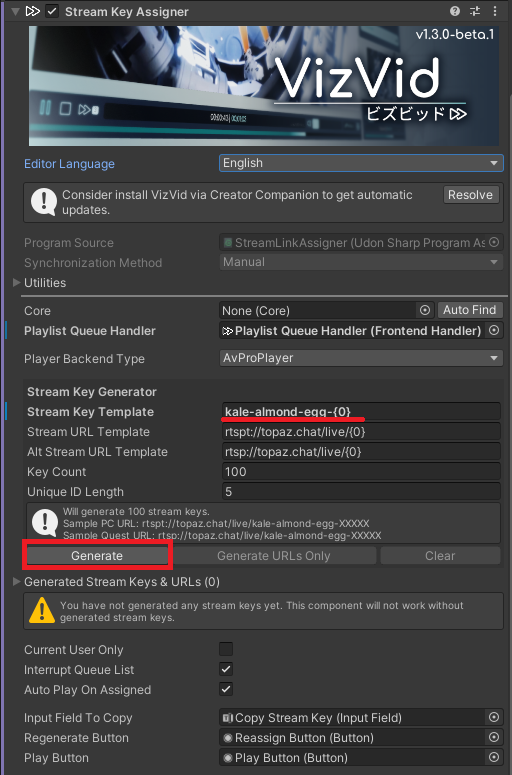 Stream Key Assigner
v1.3.0-beta.1
VizVid
ビズビッド
Editor Language
English
Consider install VizVid via Creator Companion to get automatic
updates.
Resolve
Program Source
StreamLinkAssigner (Udon Sharp Program As
Synchronization Method
Manual
Utilities
Core
None (Core)
Auto Find
Playlist Queue Handler
Playlist Queue Handler (Frontend Handler)
Player Backend Type
AvProPlayer
Stream Key Generator
Stream Key Template
kale-almond-egg-{0}
Stream URL Template
rtspt://topaz.chat/live/{0}
Alt Stream URL Template
rtsp://topaz.chat/live/{0}
Key Count
100
Unique ID Length
5
Will generate 100 stream keys.
Sample PC URL: rtspt://topaz.chat/live/kale-almond-egg-XXXXX
Sample Quest URL: rtsp://topaz.chat/live/kale-almond-egg-XXXXX
Generate
Generate URLs Only
Clear
Generated Stream Keys & URLs (0)
You have not generated any stream keys yet. This component will not work without
generated stream keys.
Current User Only
Interrupt Queue List
Auto Play On Assigned
Input Field To Copy
Copy Stream Key (Input Field)
Regenerate Button
Reassign Button (Button)
Play Button
Play Button (Button)